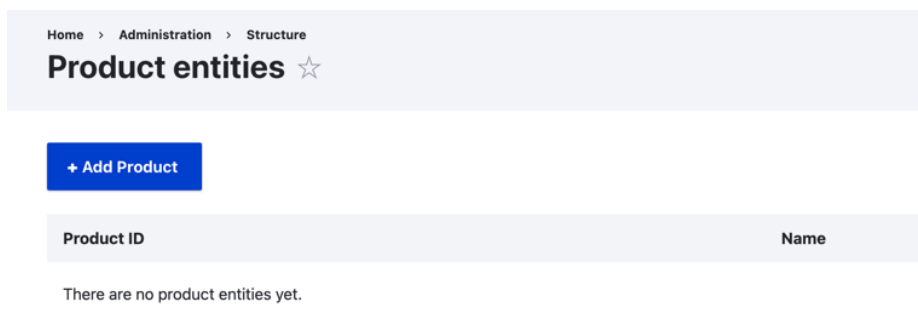 Home > Administration > Structure
Product entities
+ Add Product
Product ID Name
There are no product entities yet.